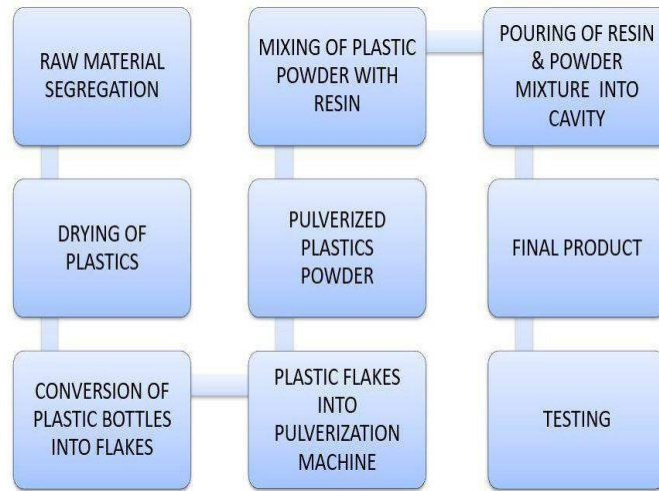 RAW MATERIAL
SEGREGATION
DRYING OF
PLASTICS
CONVERSION OF
PLASTIC BOTTLES
INTO FLAKES
PLASTIC FLAKES
INTO
PULVERIZATION
MACHINE
PULVERIZED
PLASTICS
POWDER
MIXING OF PLASTIC
POWDER WITH
RESIN
POURING OF RESIN
& POWDER
MIXTURE INTO
CAVITY
FINAL PRODUCT
TESTING